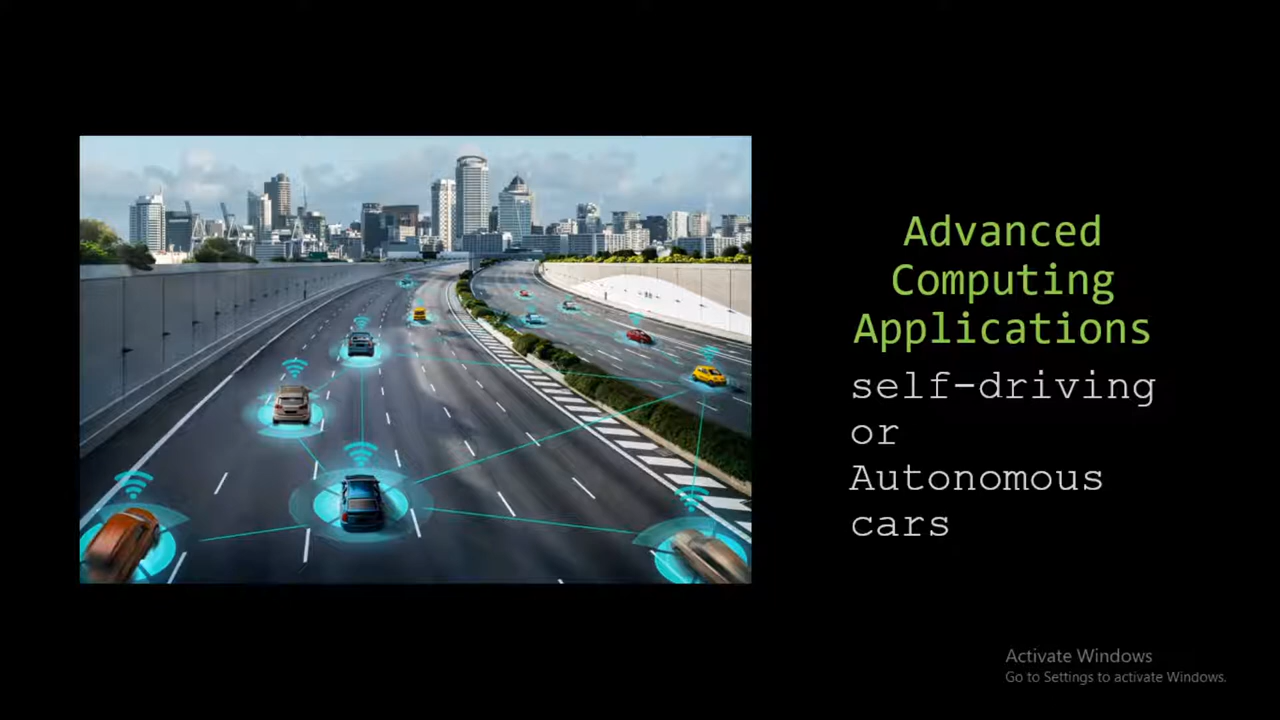 Advanced
Computing
Applications
self-driving
or
Autonomous
cars
Activate Windows
Go to Settings to activate Windows.